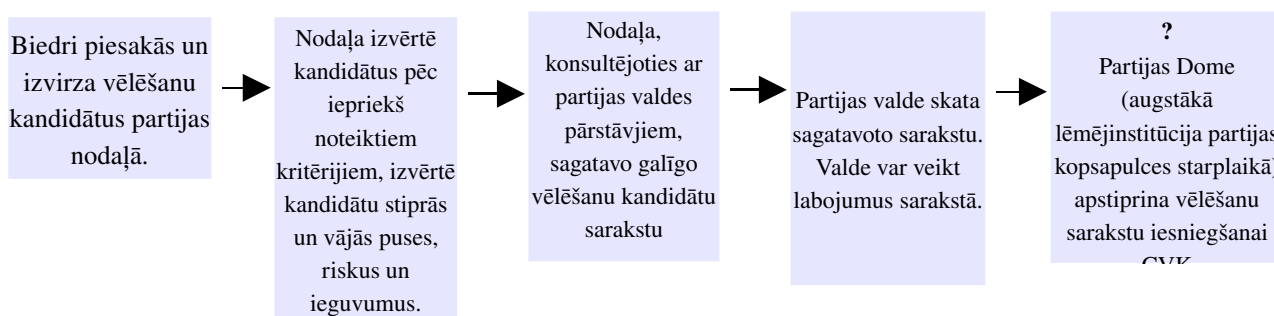 Biedri piesakās un
izvirza vēlēšanu
kandidātus partijas
nodaļā.
Nodaļa izvērtē
kandidātus pēc
iepriekš
noteiktiem
kritērijiem, izvērtē
kandidātu stiprās
un vājās puses,
riskus un
ieguvumus.
Nodaļa,
konsultējoties ar
partijas valdes
pārstāvjiem,
sagatavo galīgo
vēlēšanu kandidātu
sarakstu
Partijas valde skata
sagatavoto sarakstu.
Valde var veikt
labojumus sarakstā.
?
Partijas Dome
(augstākā
lēmējinstitūcija partijas
kopsapulces starplaikā)
apstiprina vēlēšanu
sarakstu iesniegšanai
CVK